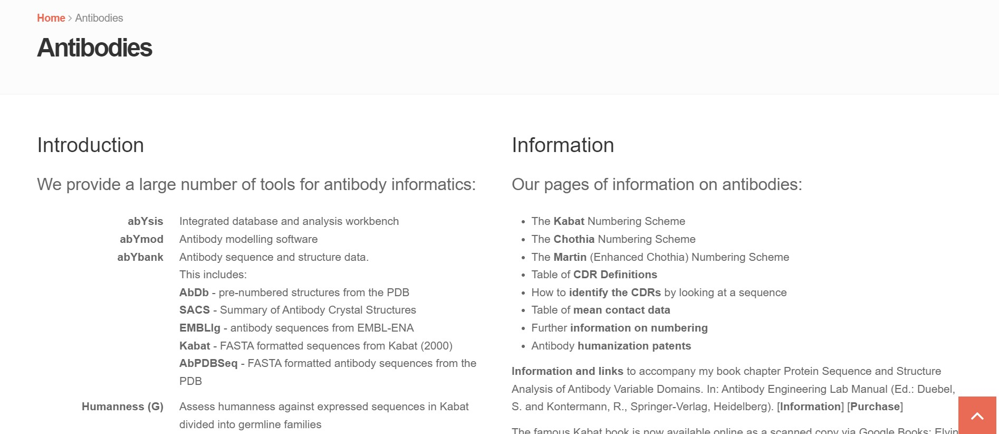 Home > Antibodies
Antibodies
Introduction
We provide a large number of tools for antibody informatics:
abYsis Integrated database and analysis workbench
abYmod Antibody modelling software
abYbank Antibody sequence and structure data.
This includes:
AbDb - pre-numbered structures from the PDB
SACS - Summary of Antibody Crystal Structures
EMBLIg - antibody sequences from EMBL-ENA
Kabat - FASTA formatted sequences from Kabat (2000)
AbPDBSeq - FASTA formatted antibody sequences from the
PDB
Humanness (G) Assess humanness against expressed sequences in Kabat
divided into germline families
Information
Our pages of information on antibodies:
• The Kabat Numbering Scheme
• The Chothia Numbering Scheme
• The Martin (Enhanced Chothia) Numbering Scheme
• Table of CDR Definitions
• How to identify the CDRs by looking at a sequence
• Table of mean contact data
• Further information on numbering
• Antibody humanization patents
Information and links to accompany my book chapter Protein Sequence and Structure
Analysis of Antibody Variable Domains. In: Antibody Engineering Lab Manual (Ed.: Duebel,
S. and Kontermann, R., Springer-Verlag, Heidelberg). [Information] [Purchase]
The famous Kabat book is now available online as a scanned copy via Google Books: Elvin